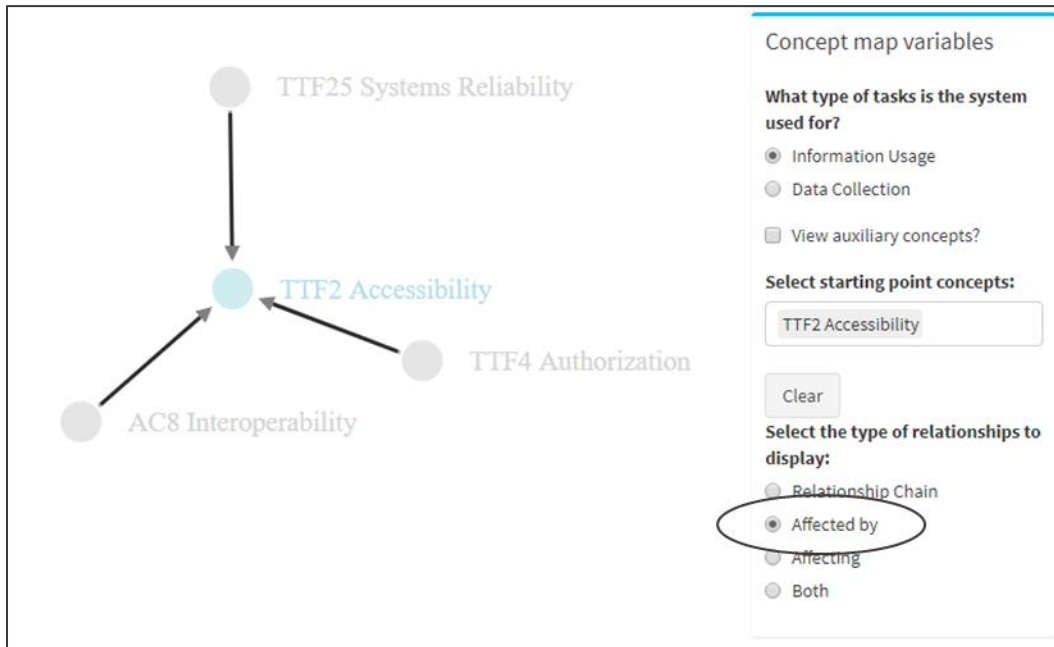 TTF25 Systems Reliability
TTF2 Accessibility
TTF4 Authorization
AC8 Interoperability
Concept map variables
What type of tasks is the system
used for?
Information Usage
Data Collection
View auxiliary concepts?
Select starting point concepts:
TTF2 Accessibility
Clear
Select the type of relationships to
display:
Relationship Chain
Affected by
Affecting
Both